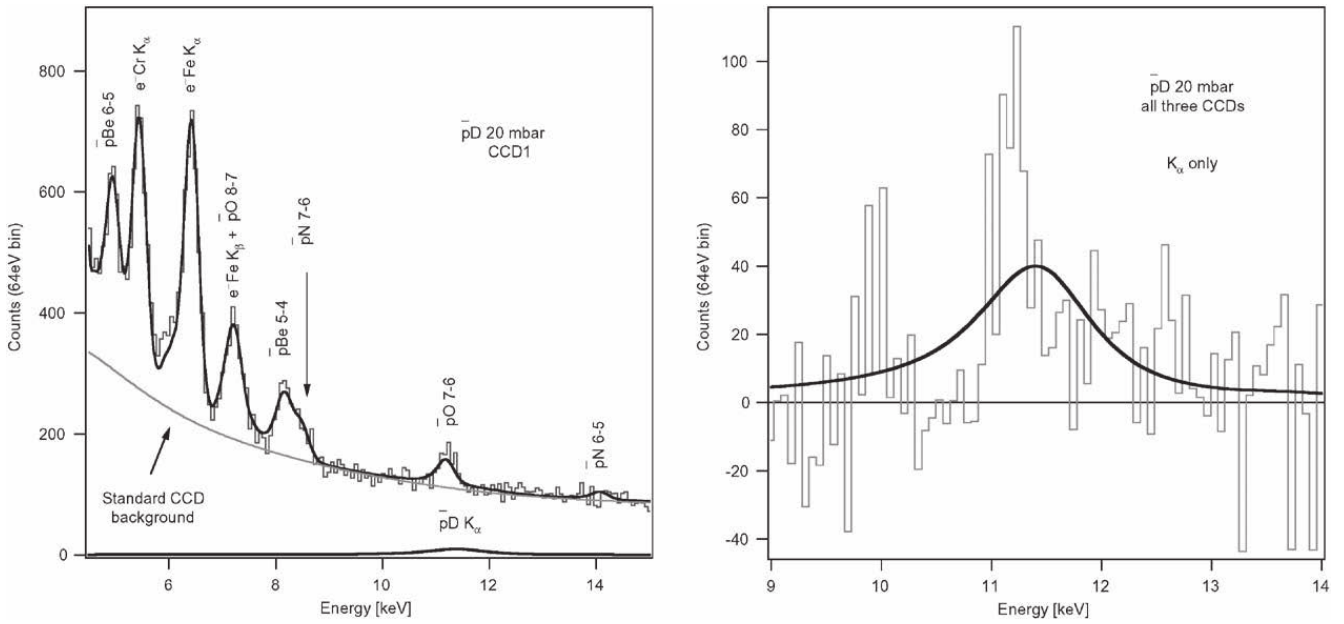 800
600
400
200
0
6
8
10
12
14
Counts (64eV bin)
Energy [keV]
p̄Be 6-5
e⁻Cr Kα
e⁻Fe Kα
e⁻Fe Kβ + p̄O 8-7
p̄Be 5-4
p̄N 7-6
p̄O 7-6
p̄N 6-5
p̄D 20 mbar
CCD1
Standard CCD
background
p̄D Kα
100
80
60
40
20
0
-20
-40
9
10
11
12
13
14
Counts (64eV bin)
Energy [keV]
p̄D 20 mbar
all three CCDs
Kα only